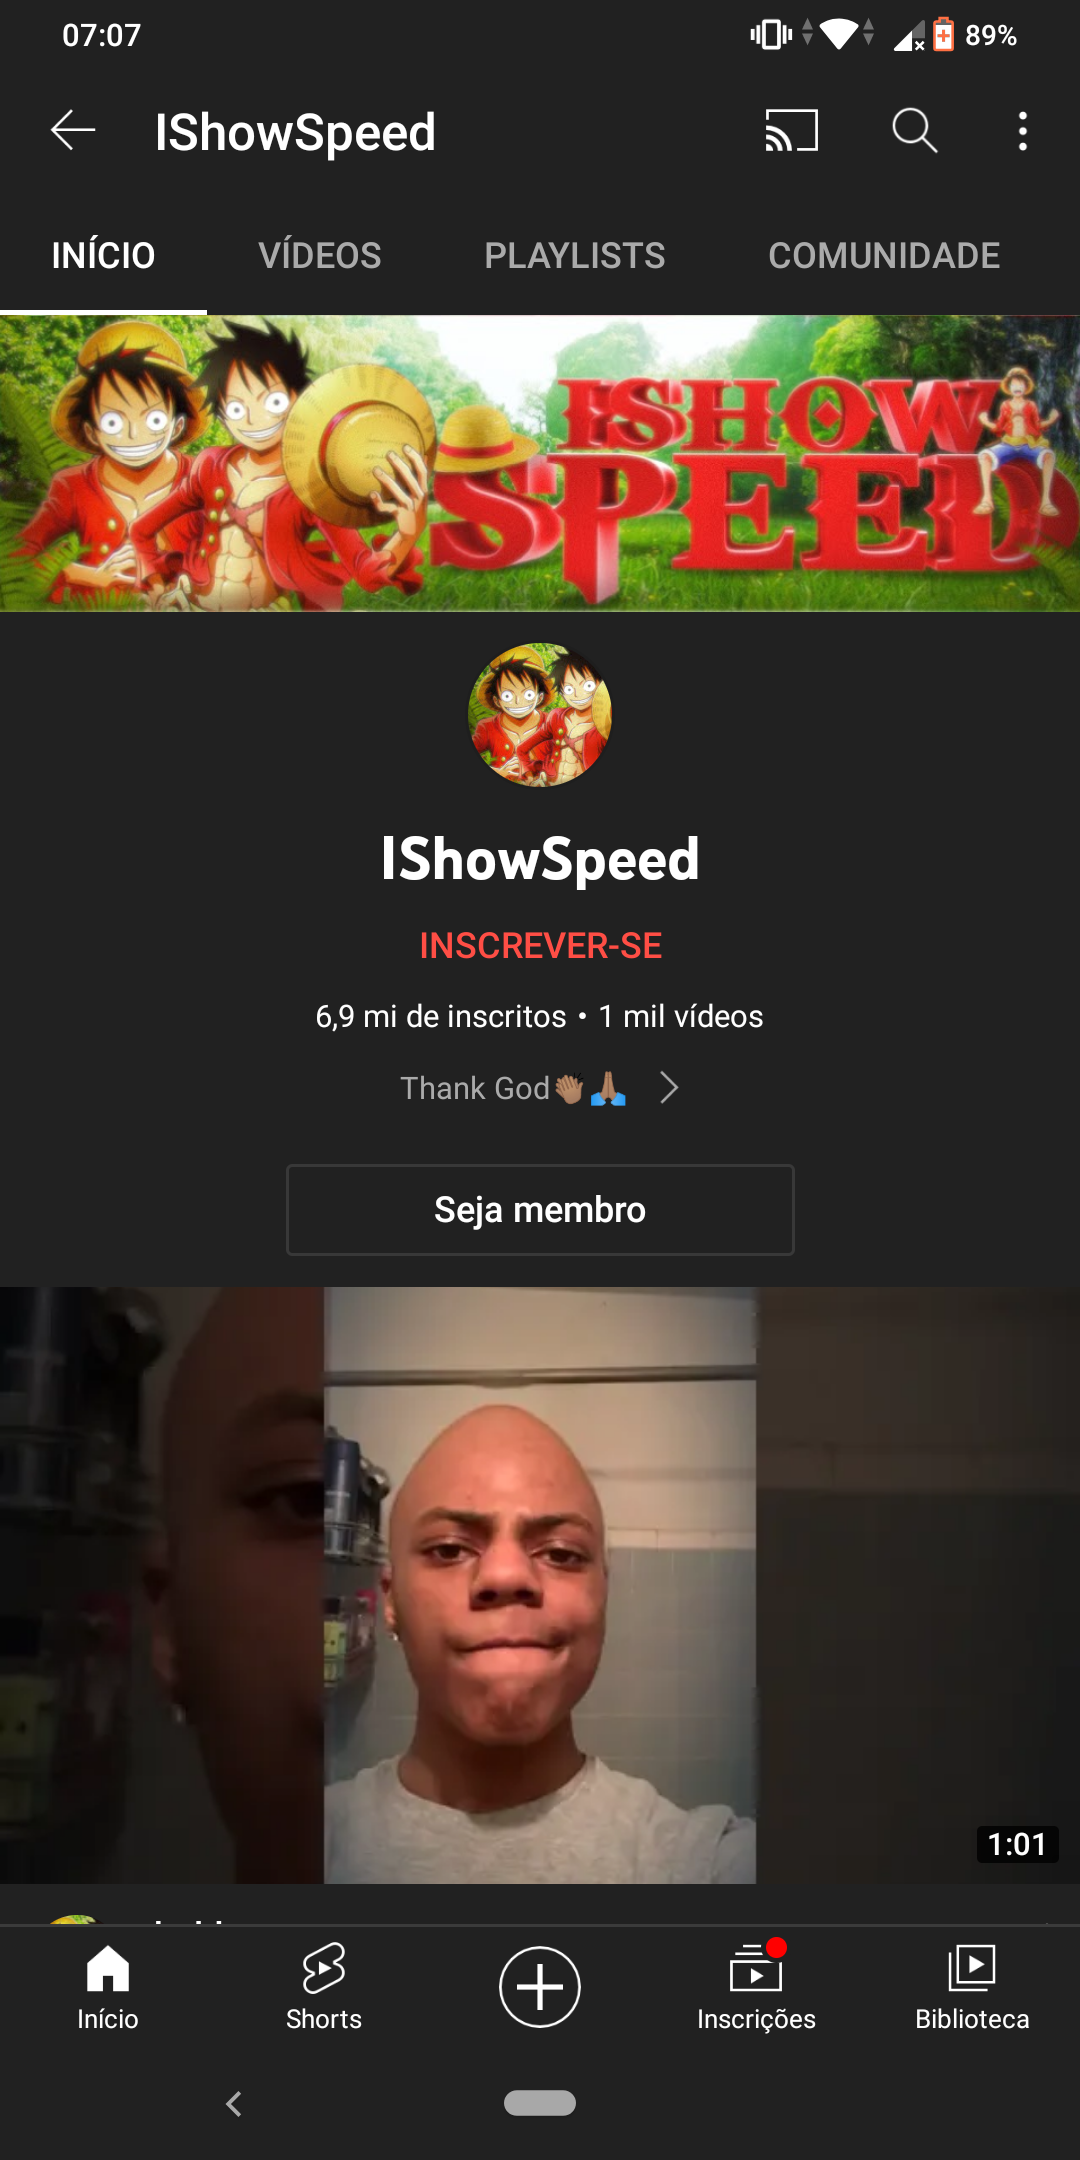 07:07
89%
IShowSpeed
INÍCIO
VÍDEOS
PLAYLISTS
COMUNIDADE
ISHOW
SPEED
IShowSpeed
INSCREVER-SE
6,9 mi de inscritos • 1 mil vídeos
Thank God👏🏽🙏🏽
Seja membro
1:01
Início
Shorts
Inscrições
Biblioteca